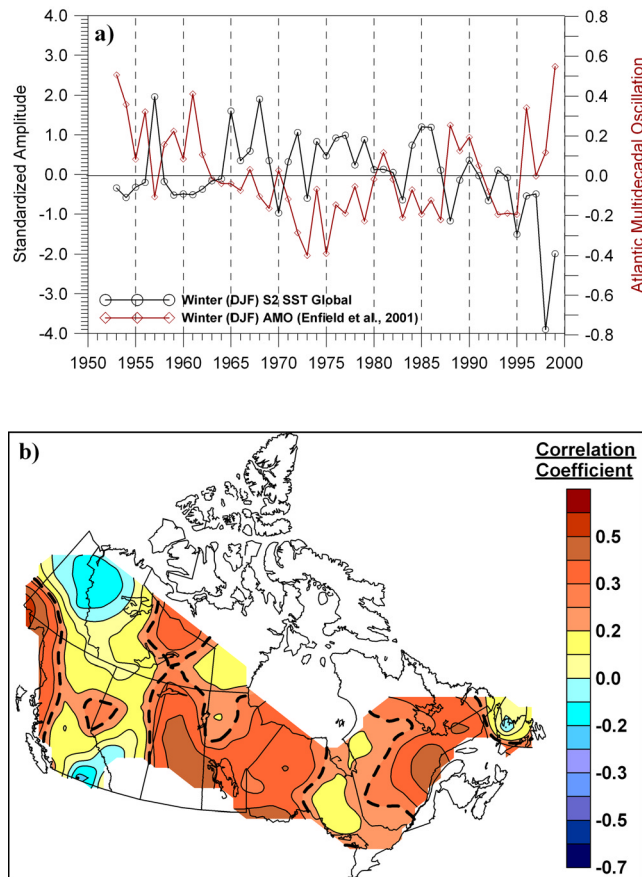 a)
Standardized Amplitude
4.0
3.0
2.0
1.0
0.0
-1.0
-2.0
-3.0
-4.0
0.8
0.6
0.4
0.2
0.0
-0.2
-0.4
-0.6
-0.8
Atlantic Multidecadal Oscillation
Winter (DJF) S2 SST Global
Winter (DJF) AMO (Enfield et al., 2001)
1950 1955 1960 1965 1970 1975 1980 1985 1990 1995 2000
b)
Correlation
Coefficient
0.5
0.3
0.2
0.0
-0.2
-0.3
-0.5
-0.7